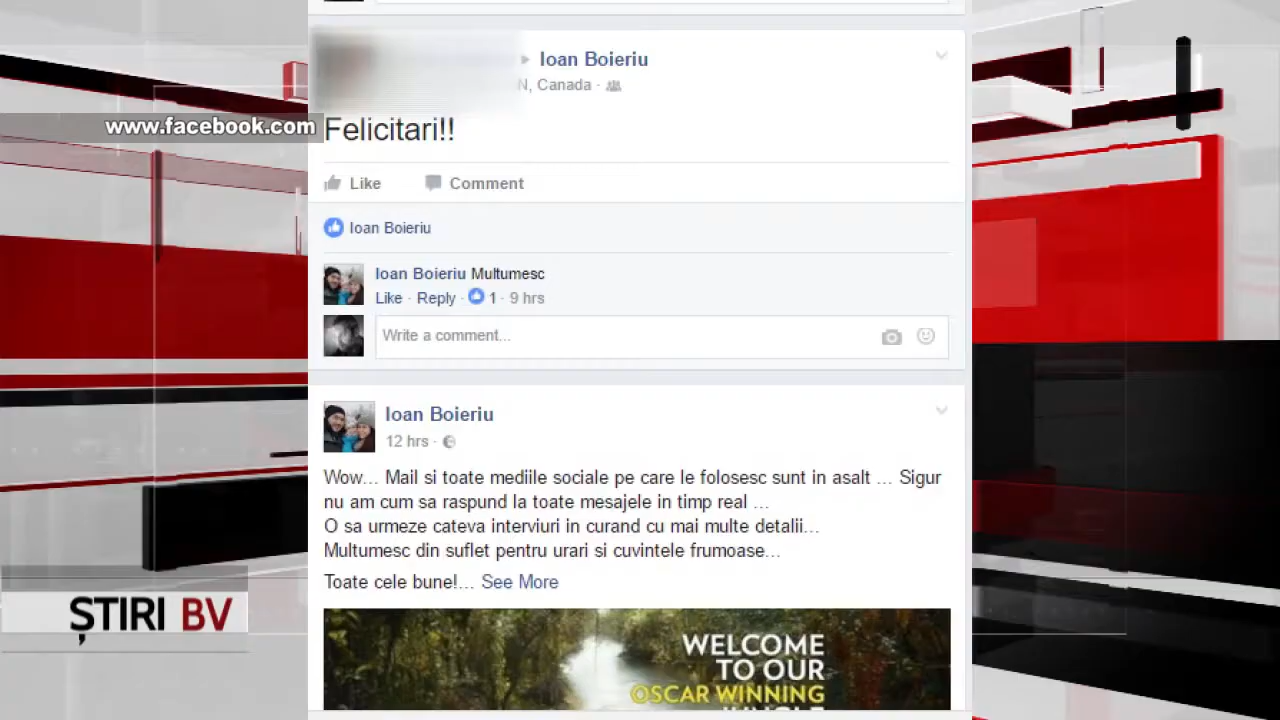 Ioan Boieriu
N, Canada ·
www.facebook.com
Felicitari!!
Like Comment
Ioan Boieriu
Ioan Boieriu Multumesc
Like · Reply · 1 · 9 hrs
Write a comment...
Ioan Boieriu
12 hrs ·
Wow... Mail si toate mediile sociale pe care le folosesc sunt in asalt ... Sigur
nu am cum sa raspund la toate mesajele in timp real ...
O sa urmeze cateva interviuri in curand cu mai multe detalii...
Multumesc din suflet pentru urari si cuvintele frumoase...
Toate cele bune!... See More
ȘTIRI BV
WELCOME
TO OUR
OSCAR WINNING